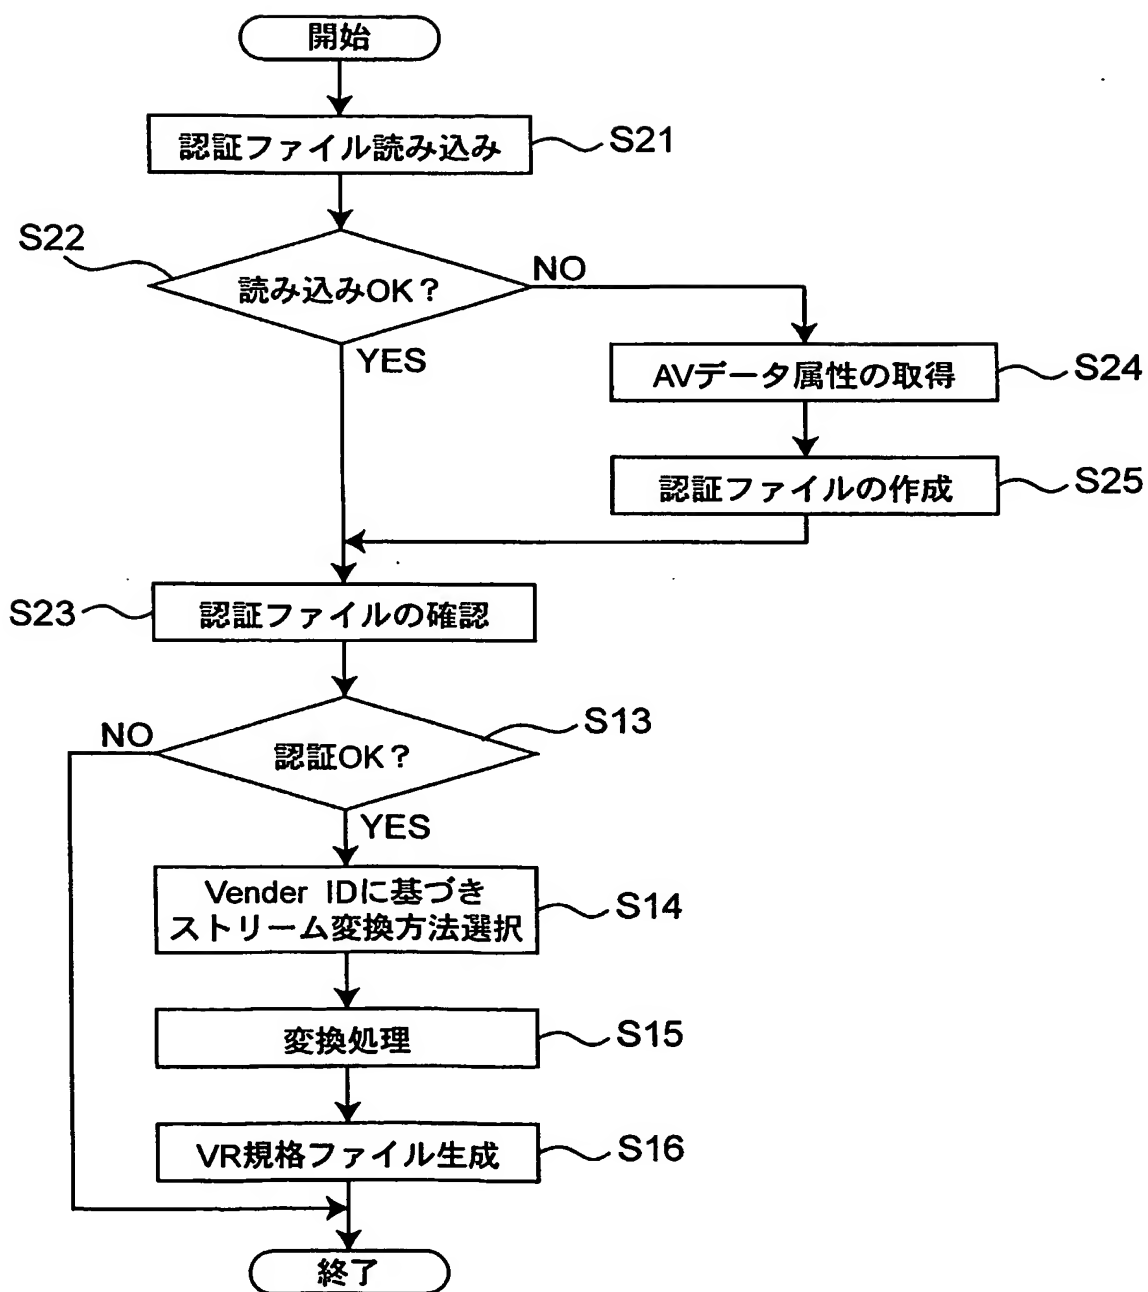 開始
認証ファイル読み込み
S21
S22
読み込みOK？
NO
YES
AVデータ属性の取得
S24
認証ファイルの作成
S25
S23
認証ファイルの確認
NO
認証OK？
S13
YES
Vender IDに基づき
ストリーム変換方法選択
S14
変換処理
S15
VR規格ファイル生成
S16
終了